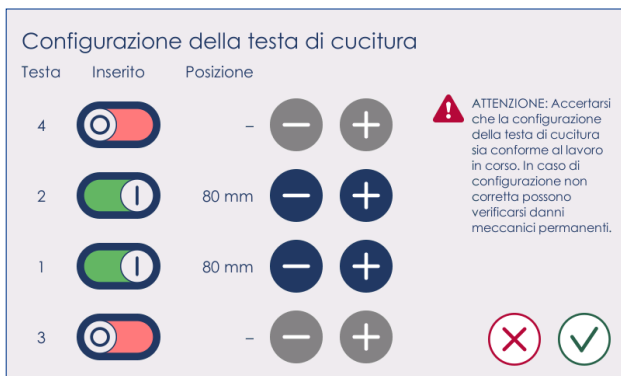 Configurazione della testa di cucitura
Testa Inserito Posizione
4 –
2 80 mm
1 80 mm
3 –
ATTENZIONE: Accertarsi
che la configurazione
della testa di cucitura
sia conforme al lavoro
in corso. In caso di
configurazione non
corretta possono
verificarsi danni
meccanici permanenti.